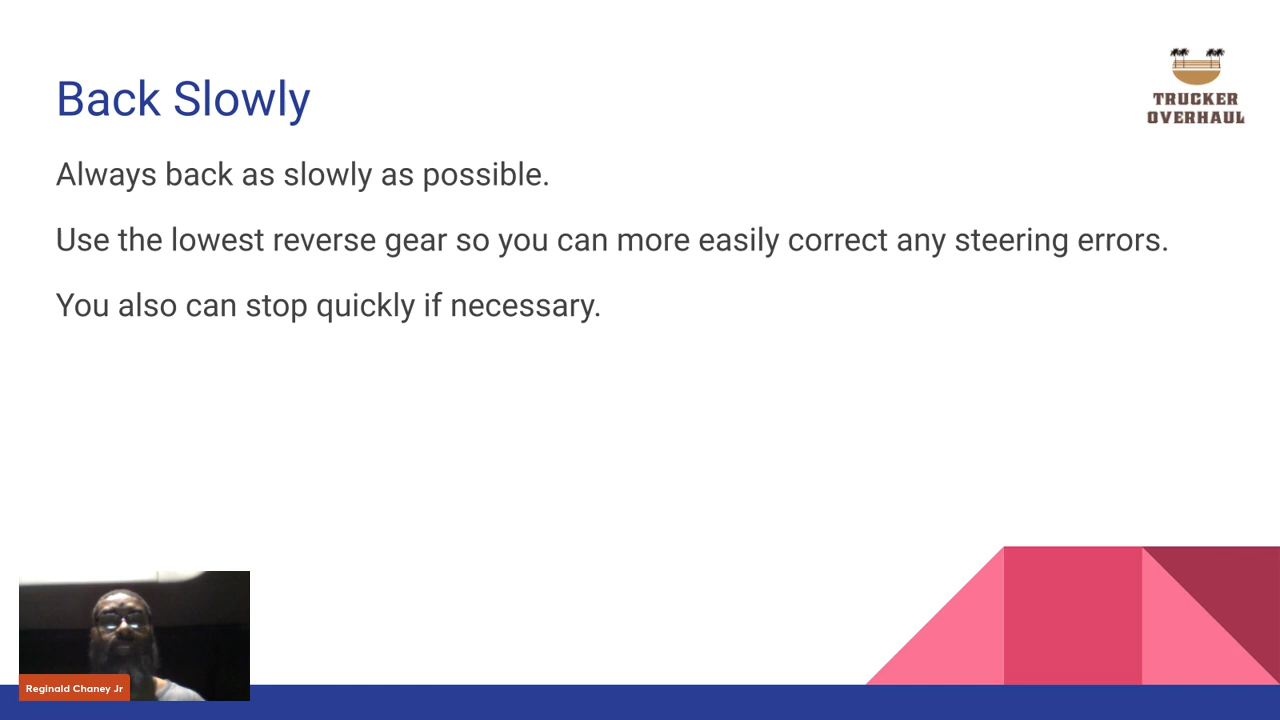 Back Slowly
TRUCKER
OVERHAUL
Always back as slowly as possible.
Use the lowest reverse gear so you can more easily correct any steering errors.
You also can stop quickly if necessary.
Reginald Chaney Jr